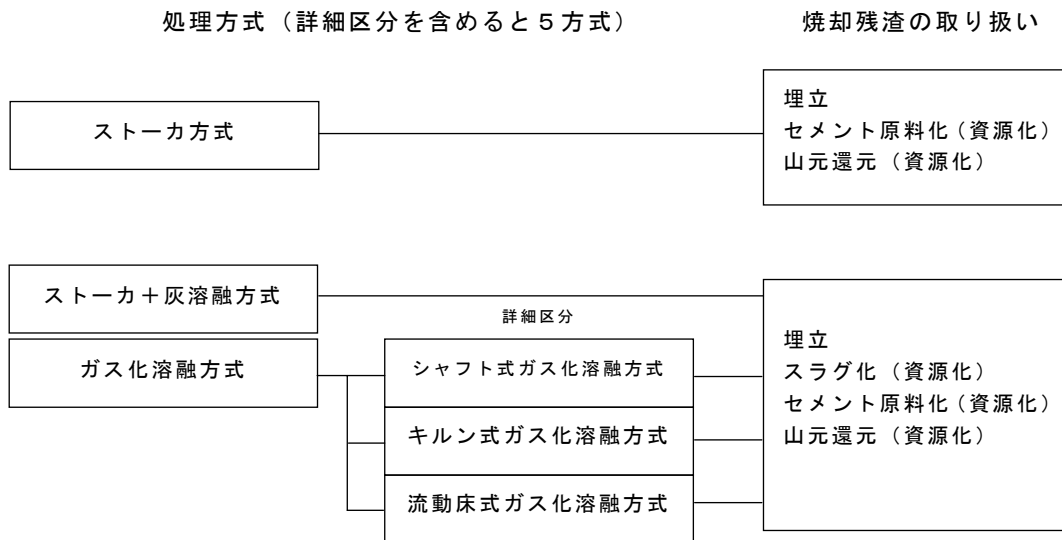 処理方式（詳細区分を含めると５方式）
焼却残渣の取り扱い
ストーカ方式
埋立
セメント原料化（資源化）
山元還元（資源化）
ストーカ＋灰溶融方式
詳細区分
ガス化溶融方式
シャフト式ガス化溶融方式
キルン式ガス化溶融方式
流動床式ガス化溶融方式
埋立
スラグ化（資源化）
セメント原料化（資源化）
山元還元（資源化）